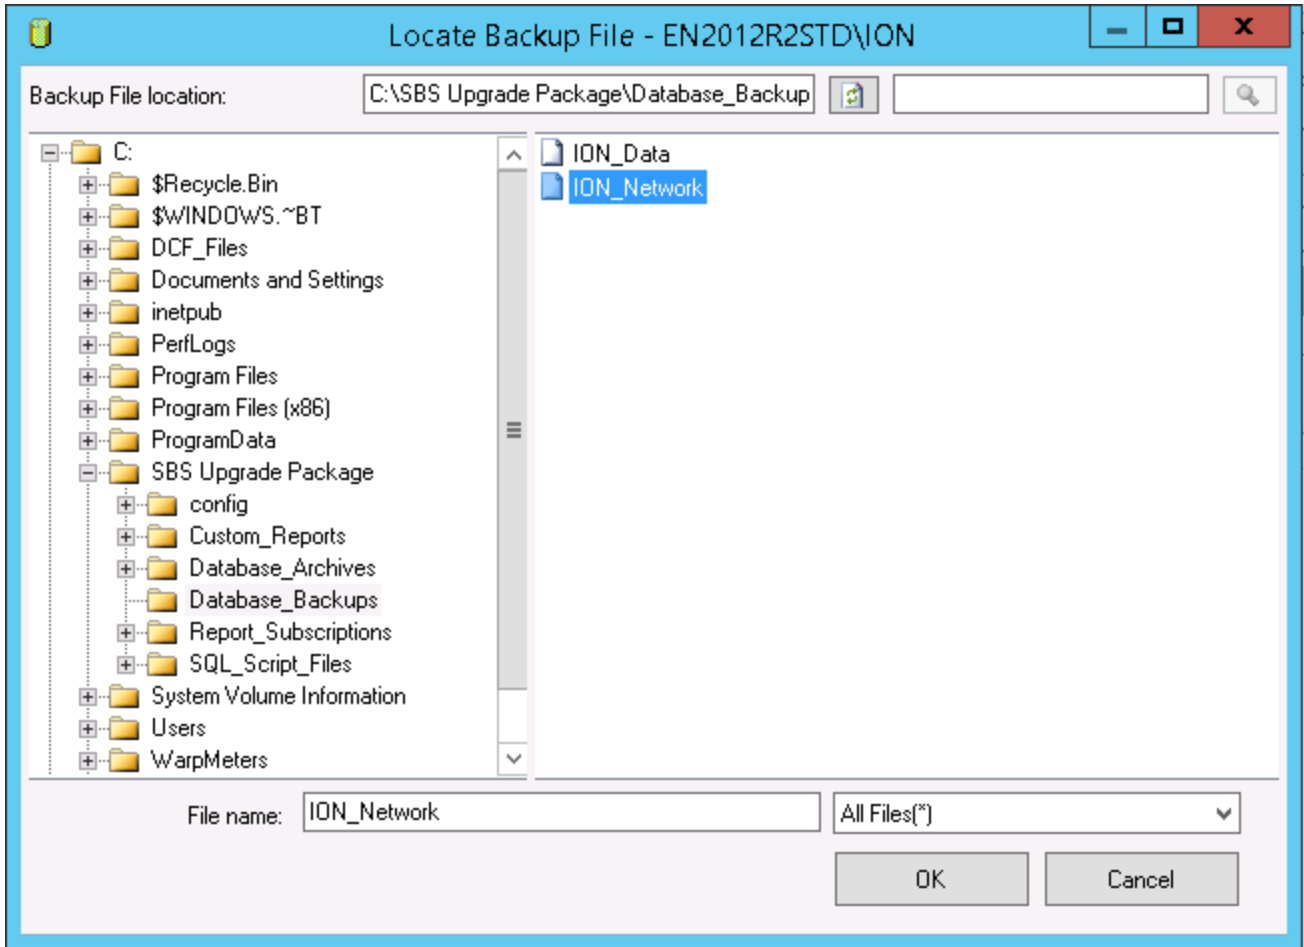 Locate Backup File - EN2012R2STD\ION
Backup File location: C:\SBS Upgrade Package\Database_Backup
C:
$Recycle.Bin
$WINDOWS.~BT
DCF_Files
Documents and Settings
inetpub
PerfLogs
Program Files
Program Files (x86)
ProgramData
SBS Upgrade Package
config
Custom_Reports
Database_Archives
Database_Backups
Report_Subscriptions
SQL_Script_Files
System Volume Information
Users
WarpMeters
ION_Data
ION_Network
File name: ION_Network All Files(*)
OK Cancel